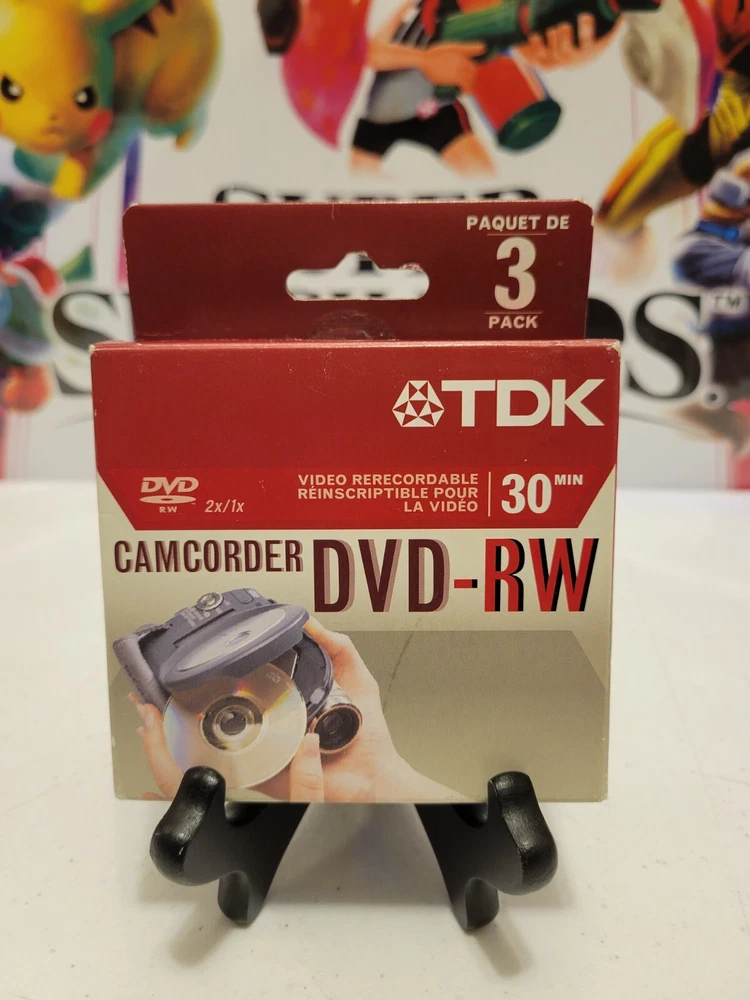 SUPER
PAQUET DE
3
PACK
TDK
DVD
RW
2x/1x
VIDEO RERECORDABLE
RÉINSCRIPTIBLE POUR
LA VIDÉO
30 MIN
CAMCORDER DVD-RW